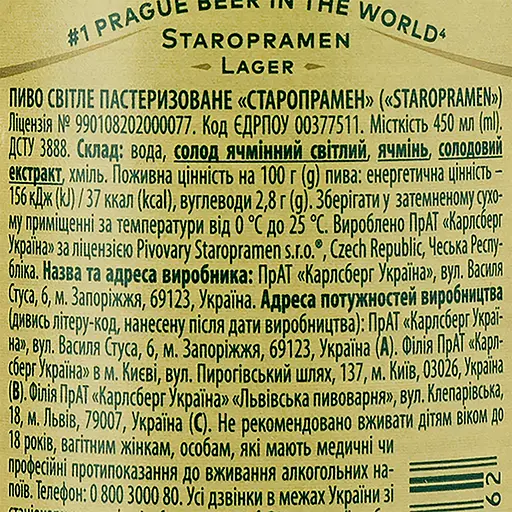 #1 PRAGUE BEER IN THE WORLD⁴
STAROPRAMEN
LAGER
ПИВО СВІТЛЕ ПАСТЕРИЗОВАНЕ «СТАРОПРАМЕН» («STAROPRAMEN»)
Ліцензія № 990108202000077. Код ЄДРПОУ 00377511. Місткість 450 мл (ml).
ДСТУ 3888. Склад: вода, солод ячмінний світлий, ячмінь, солодовий
екстракт, хміль. Поживна цінність на 100 г (g) пива: енергетична цінність –
156 кДж (kJ) / 37 ккал (kcal), вуглеводи 2,8 г (g). Зберігати у затемненому сухо-
му приміщенні за температури від 0 °C до 25 °C. Вироблено ПрАТ «Карлсберг
Україна» за ліцензією Pivovary Staropramen s.r.o.®, Czech Republic, Чеська Респу-
бліка. Назва та адреса виробника: ПрАТ «Карлсберг Україна», вул. Василя
Стуса, 6, м. Запоріжжя, 69123, Україна. Адреса потужностей виробництва
(дивись літеру-код, нанесену після дати виробництва): ПрАТ «Карлсберг Украї-
на», вул. Василя Стуса, 6, м. Запоріжжя, 69123, Україна (А). Філія ПрАТ «Карл-
сберг Україна» в м. Києві, вул. Пирогівський шлях, 137, м. Київ, 03026, Україна
(В). Філія ПрАТ «Карлсберг Україна» «Львівська пивоварня», вул. Клепарівська,
18, м. Львів, 79007, Україна (С). Не рекомендовано вживати дітям віком до
18 років, вагітним жінкам, особам, які мають медичні чи
професійні протипоказання до вживання алкогольних на-
поїв. Телефон: 0 800 3000 80. Усі дзвінки в межах України зі
62